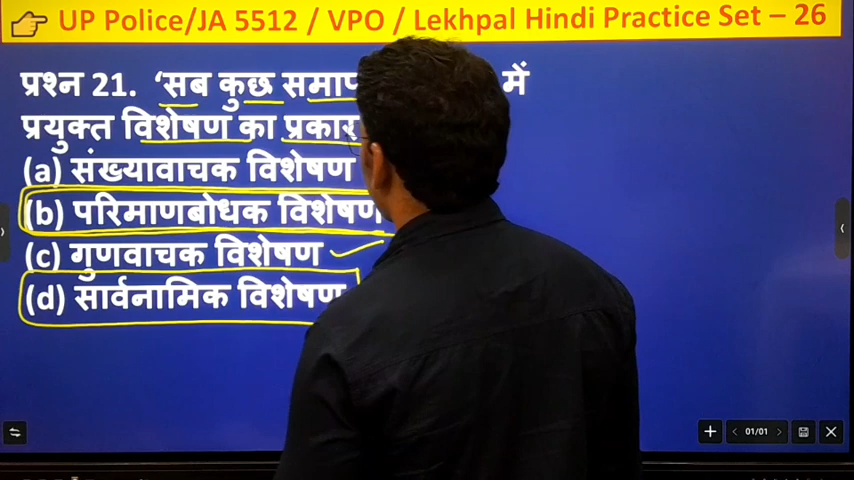 UP Police/JA 5512 / VPO / Lekhpal Hindi Practice Set – 26
प्रश्न 21. ‘सब कुछ में
प्रयुक्त विशेषण का प्रकार
(a) संख्यावाचक विशेषण
(b) परिमाणबोधक विशेषण
(c) गुणवाचक विशेषण
(d) सार्वनामिक विशेषण
01/01